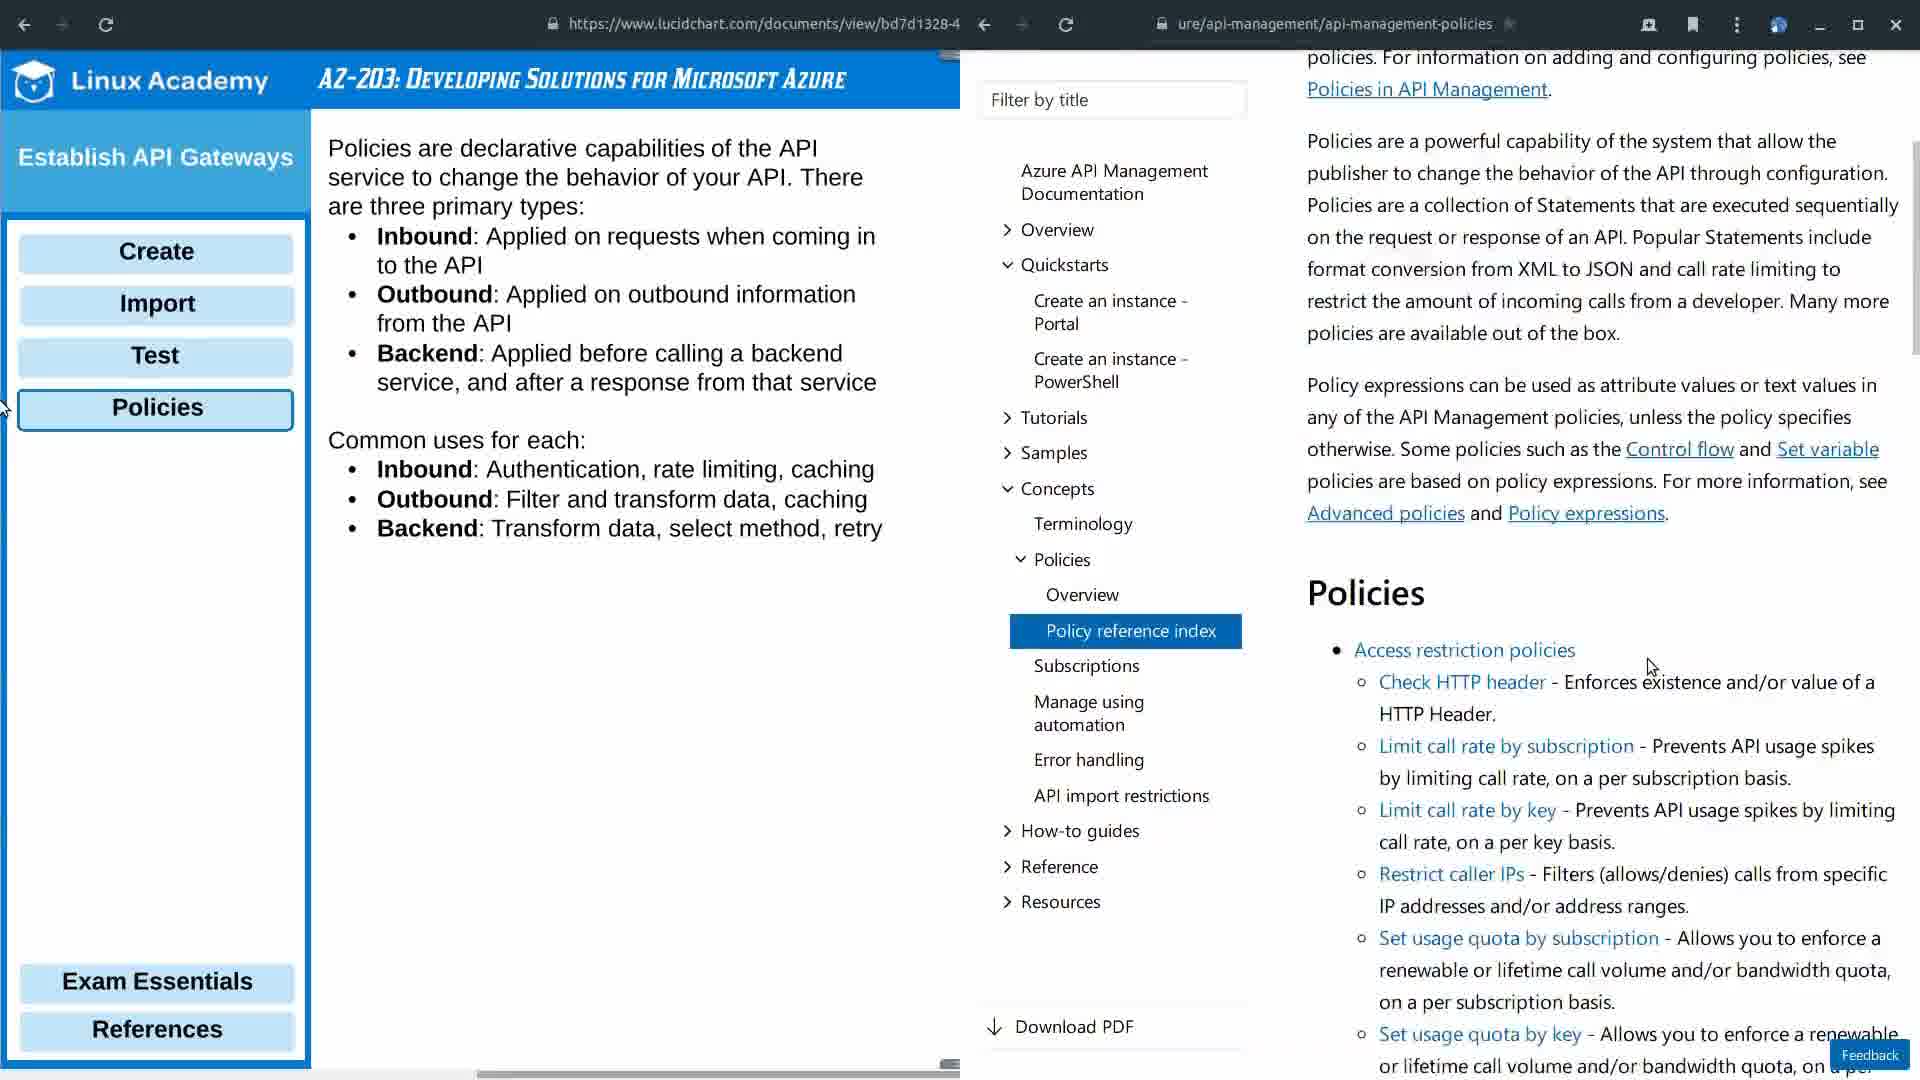 https://www.lucidchart.com/documents/view/bd7d1328-4
ure/api-management/api-management-policies
Linux Academy
AZ-203: Developing Solutions for Microsoft Azure
Establish API Gateways
Create
Import
Test
Policies
Exam Essentials
References
Policies are declarative capabilities of the API
service to change the behavior of your API. There
are three primary types:
• Inbound: Applied on requests when coming in
to the API
• Outbound: Applied on outbound information
from the API
• Backend: Applied before calling a backend
service, and after a response from that service
Common uses for each:
• Inbound: Authentication, rate limiting, caching
• Outbound: Filter and transform data, caching
• Backend: Transform data, select method, retry
Filter by title
Azure API Management
Documentation
Overview
Quickstarts
Create an instance -
Portal
Create an instance -
PowerShell
Tutorials
Samples
Concepts
Terminology
Policies
Overview
Policy reference index
Subscriptions
Manage using
automation
Error handling
API import restrictions
How-to guides
Reference
Resources
Download PDF
policies. For information on adding and configuring policies, see
Policies in API Management.
Policies are a powerful capability of the system that allow the
publisher to change the behavior of the API through configuration.
Policies are a collection of Statements that are executed sequentially
on the request or response of an API. Popular Statements include
format conversion from XML to JSON and call rate limiting to
restrict the amount of incoming calls from a developer. Many more
policies are available out of the box.
Policy expressions can be used as attribute values or text values in
any of the API Management policies, unless the policy specifies
otherwise. Some policies such as the Control flow and Set variable
policies are based on policy expressions. For more information, see
Advanced policies and Policy expressions.
Policies
• Access restriction policies
○ Check HTTP header - Enforces existence and/or value of a
HTTP Header.
○ Limit call rate by subscription - Prevents API usage spikes
by limiting call rate, on a per subscription basis.
○ Limit call rate by key - Prevents API usage spikes by limiting
call rate, on a per key basis.
○ Restrict caller IPs - Filters (allows/denies) calls from specific
IP addresses and/or address ranges.
○ Set usage quota by subscription - Allows you to enforce a
renewable or lifetime call volume and/or bandwidth quota,
on a per subscription basis.
○ Set usage quota by key - Allows you to enforce a renewable
or lifetime call volume and/or bandwidth quota, on a per
Feedback